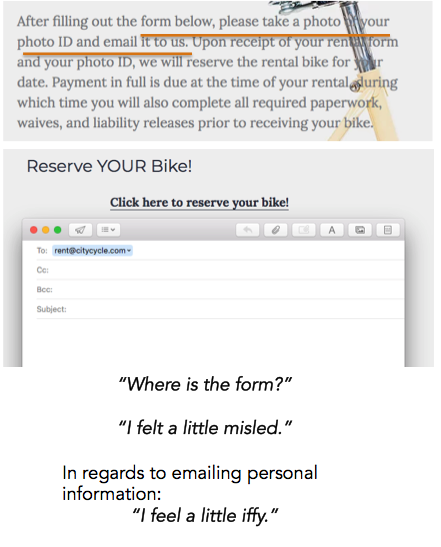 After filling out the form below, please take a photo of your
photo ID and email it to us. Upon receipt of your rental form
and your photo ID, we will reserve the rental bike for your
date. Payment in full is due at the time of your rental, during
which time you will also complete all required paperwork,
waives, and liability releases prior to receiving your bike.
Reserve YOUR Bike!
Click here to reserve your bike!
A
To: rent@citycycle.com
Cc:
Bcc:
Subject:
“Where is the form?”
“I felt a little misled.”
In regards to emailing personal
information:
“I feel a little iffy.”